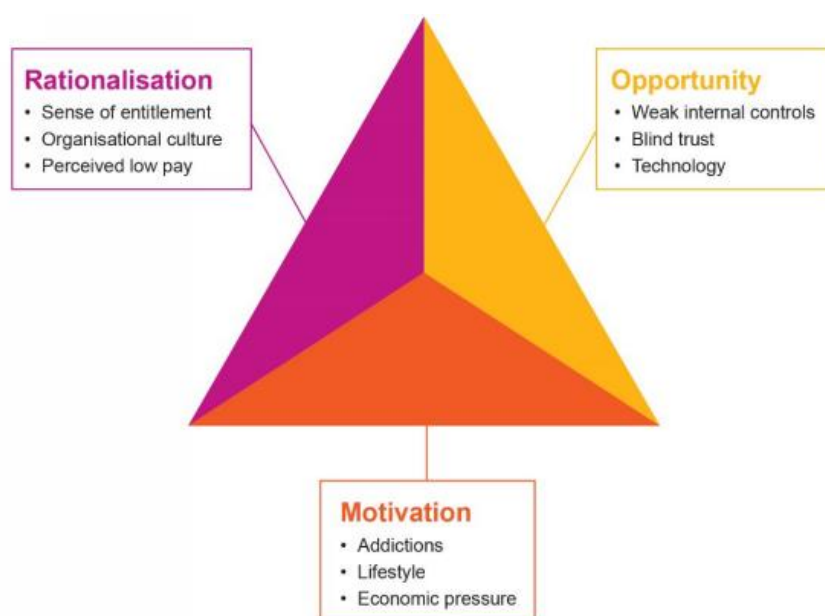 Rationalisation
• Sense of entitlement
• Organisational culture
• Perceived low pay
Opportunity
• Weak internal controls
• Blind trust
• Technology
Motivation
• Addictions
• Lifestyle
• Economic pressure